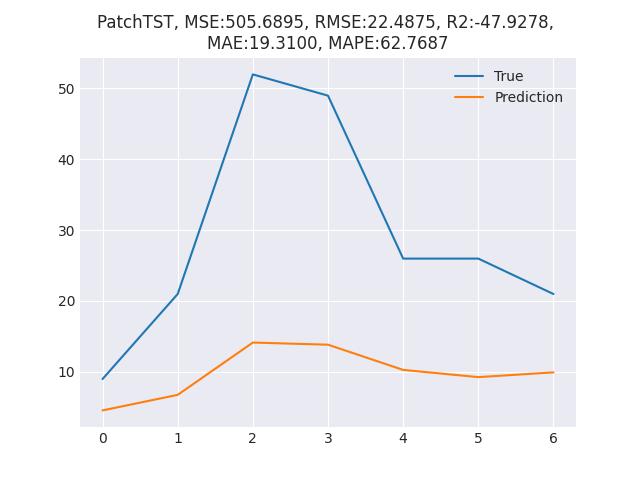 PatchTST, MSE:505.6895, RMSE:22.4875, R2:-47.9278,
MAE:19.3100, MAPE:62.7687
True
Prediction
50
40
30
20
10
0 1 2 3 4 5 6